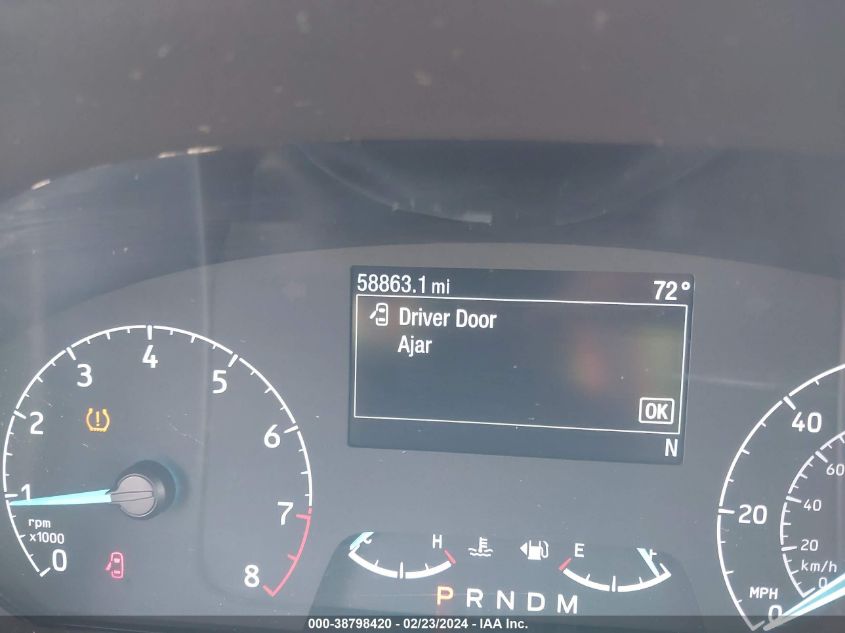 58863.1 mi 72°
Driver Door
Ajar
OK
N
0 1 2 3 4 5 6 7 8
rpm
x1000
H
E
P R N D M
0 20 40
MPH
0 20 40 60
km/h
000-38798420 - 02/23/2024 - IAA Inc.